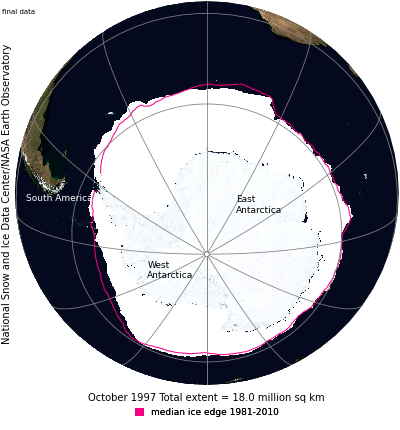 final data
National Snow and Ice Data Center/NASA Earth Observatory
South America
East
Antarctica
West
Antarctica
October 1997 Total extent = 18.0 million sq km
median ice edge 1981-2010